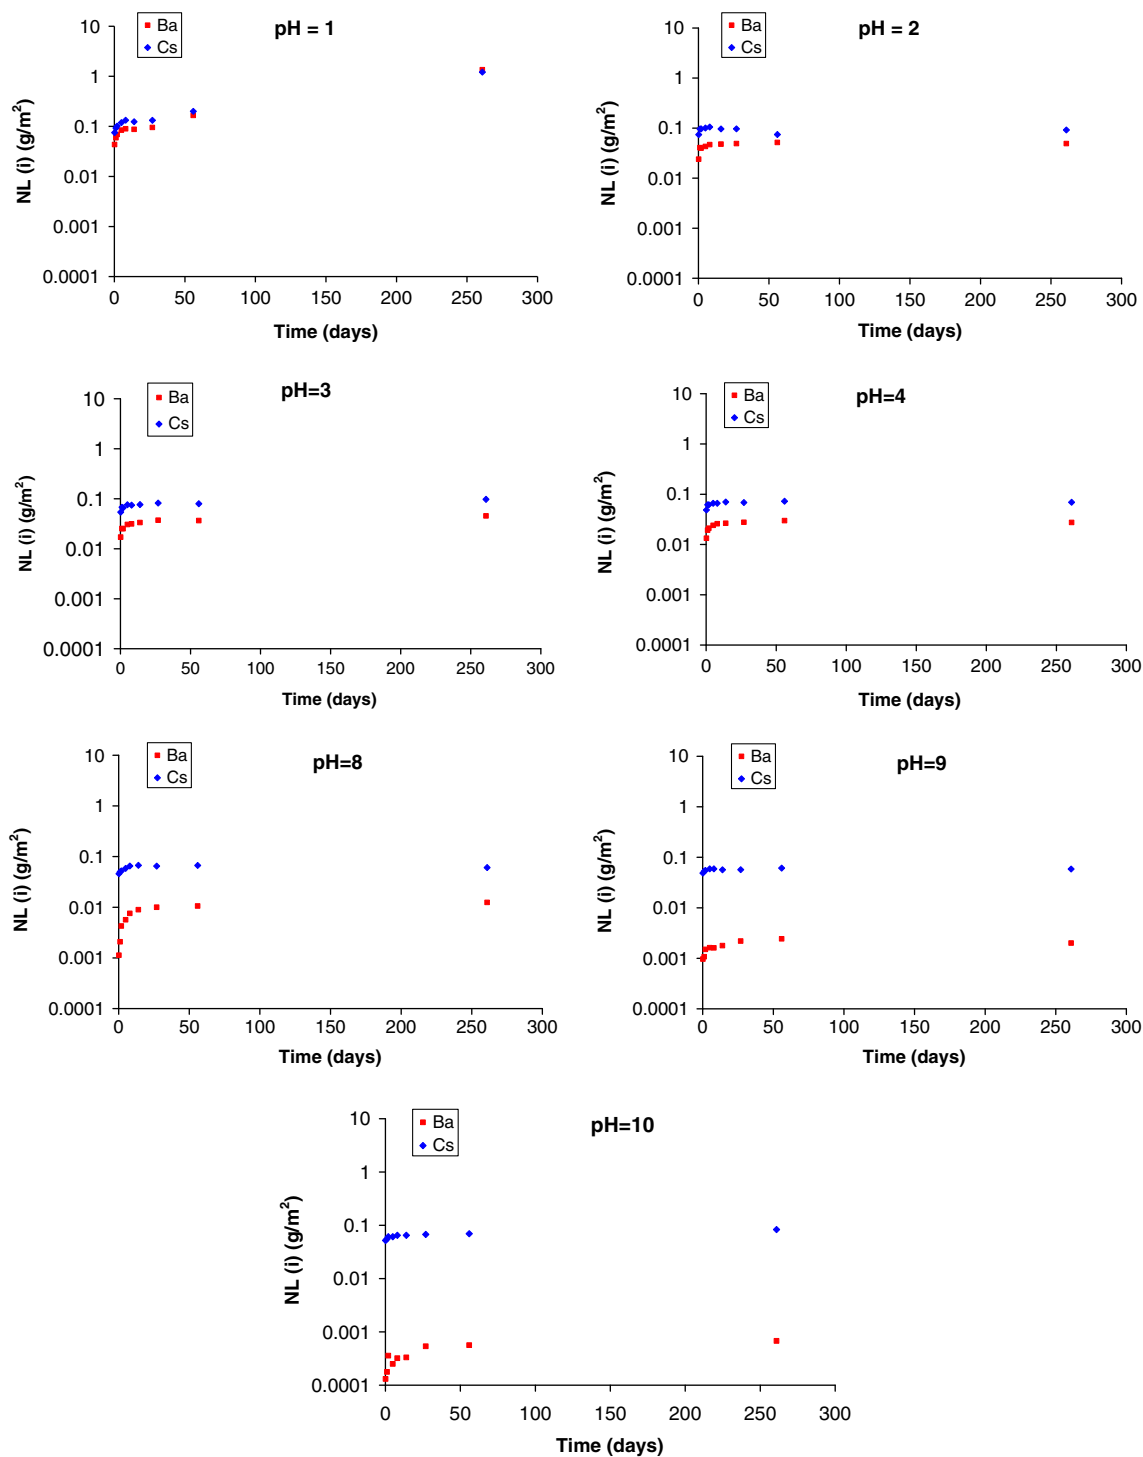 pH = 1
Ba
Cs
10
1
0.1
0.01
0.001
0.0001
NL (i) (g/m²)
0 50 100 150 200 250 300
Time (days)
pH = 2
Ba
Cs
10
1
0.1
0.01
0.001
0.0001
NL (i) (g/m²)
0 50 100 150 200 250 300
Time (days)
pH=3
Ba
Cs
10
1
0.1
0.01
0.001
0.0001
NL (i) (g/m²)
0 50 100 150 200 250 300
Time (days)
pH=4
Ba
Cs
10
1
0.1
0.01
0.001
0.0001
NL (i) (g/m²)
0 50 100 150 200 250 300
Time (days)
pH=8
Ba
Cs
10
1
0.1
0.01
0.001
0.0001
NL (i) (g/m²)
0 50 100 150 200 250 300
Time (days)
pH=9
Ba
Cs
10
1
0.1
0.01
0.001
0.0001
NL (i) (g/m²)
0 50 100 150 200 250 300
Time (days)
pH=10
Ba
Cs
10
1
0.1
0.01
0.001
0.0001
NL (i) (g/m²)
0 50 100 150 200 250 300
Time (days)